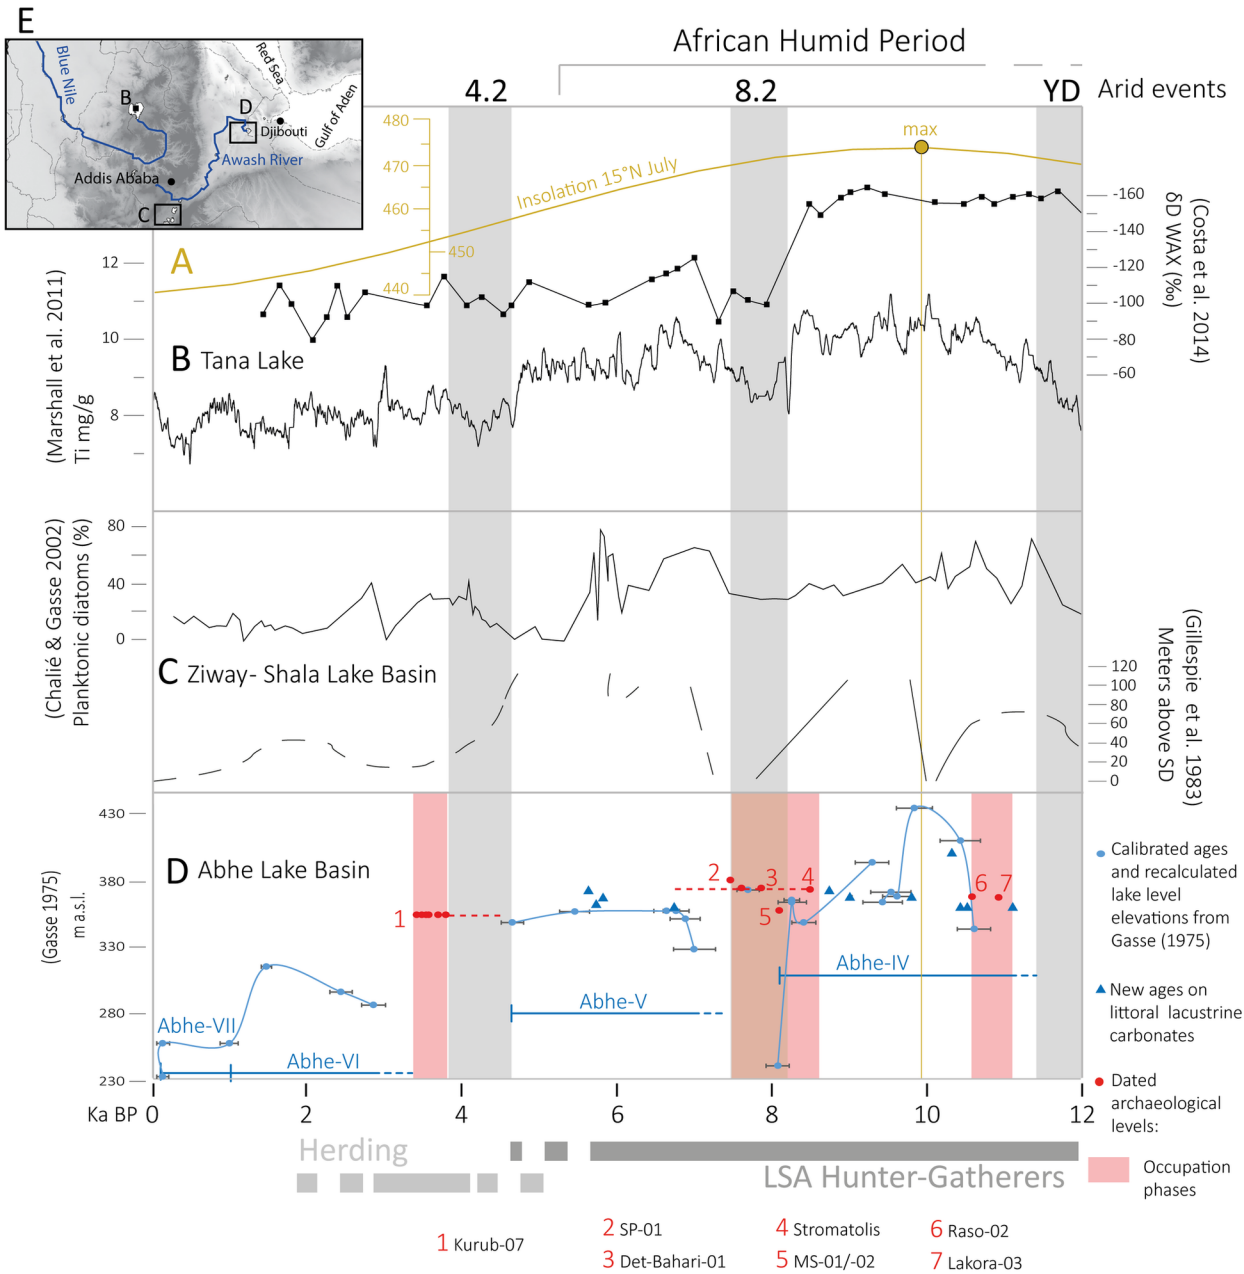 E
African Humid Period
4.2
8.2
YD
Arid events
Blue Nile
Red Sea
Gulf of Aden
B
D
Djibouti
Awash River
Addis Ababa
C
480
470
460
450
440
Insolation 15°N July
max
A
-160
-140
-120
-100
-80
-60
δD WAX (‰)
(Costa et al. 2014)
12
10
8
(Marshall et al. 2011)
Ti mg/g
B Tana Lake
80
40
0
(Chalié & Gasse 2002)
Planktonic diatoms (%)
C Ziway- Shala Lake Basin
120
100
80
60
40
20
0
Meters above SD
(Gillespie et al. 1983)
430
380
330
280
230
(Gasse 1975)
m a.s.l.
D Abhe Lake Basin
1
2
3
4
5
6
7
Abhe-IV
Abhe-V
Abhe-VII
Abhe-VI
Calibrated ages
and recalculated
lake level
elevations from
Gasse (1975)
New ages on
littoral lacustrine
carbonates
Dated
archaeological
levels:
Occupation
phases
Ka BP 0 2 4 6 8 10 12
Herding
LSA Hunter-Gatherers
1 Kurub-07
2 SP-01
3 Det-Bahari-01
4 Stromatolis
5 MS-01/-02
6 Raso-02
7 Lakora-03